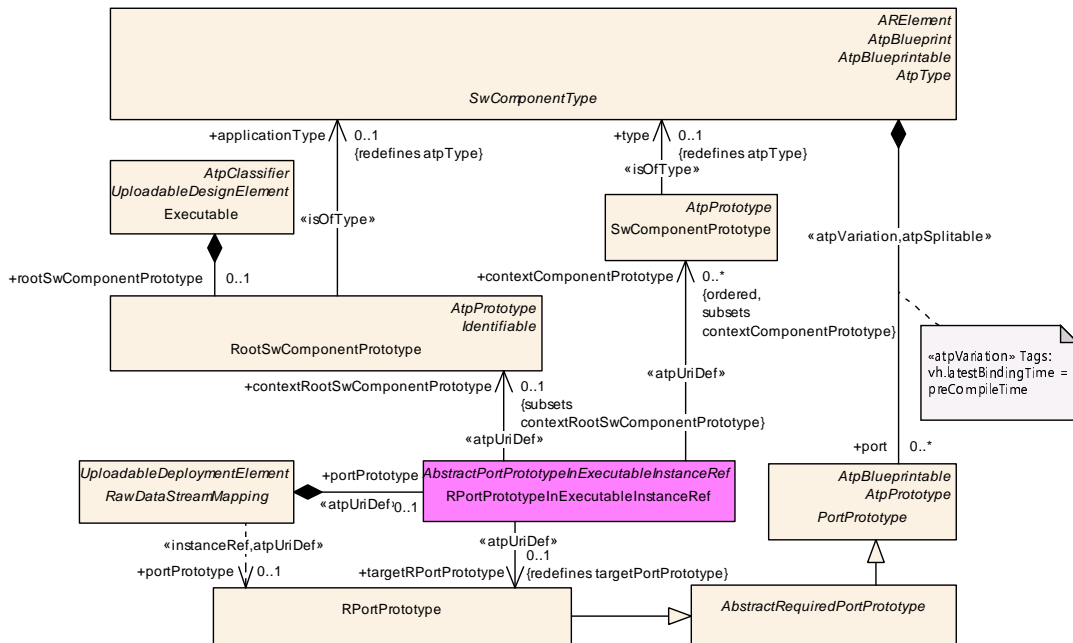 ARElement
AtpBlueprint
AtpBlueprintable
AtpType
SwComponentType
+applicationType
0..1
{redefines atpType}
+type
0..1
{redefines atpType}
«isOfType»
AtpClassifier
UploadableDesignElement
Executable
AtpPrototype
SwComponentPrototype
«isOfType»
«atpVariation,atpSplitable»
+rootSwComponentPrototype
0..1
+contextComponentPrototype
0..*
{ordered,
subsets
contextComponentPrototype}
AtpPrototype
Identifiable
RootSwComponentPrototype
«atpVariation» Tags:
vh.latestBindingTime =
preCompileTime
+contextRootSwComponentPrototype
0..1
{subsets
contextRootSwComponentPrototype}
«atpUriDef»
«atpUriDef»
+port
0..*
UploadableDeploymentElement
RawDataStreamMapping
+portPrototype
«atpUriDef»
0..1
AbstractPortPrototypeInExecutableInstanceRef
RPortPrototypeInExecutableInstanceRef
AtpBlueprintable
AtpPrototype
PortPrototype
«instanceRef,atpUriDef»
+portPrototype
0..1
«atpUriDef»
0..1
+targetRPortPrototype
{redefines targetPortPrototype}
RPortPrototype
AbstractRequiredPortPrototype